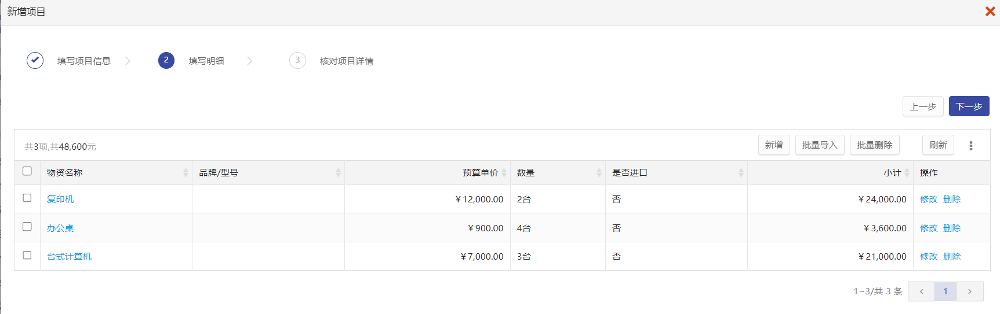 新增项目
填写项目信息
2 填写明细
3 核对项目详情
上一步 下一步
共3项,共48,600元 新增 批量导入 批量删除 刷新
物资名称 品牌/型号 预算单价 数量 是否进口 小计 操作
复印机 ￥12,000.00 2台 否 ￥24,000.00 修改 删除
办公桌 ￥900.00 4台 否 ￥3,600.00 修改 删除
台式计算机 ￥7,000.00 3台 否 ￥21,000.00 修改 删除
1~3/共 3 条 1